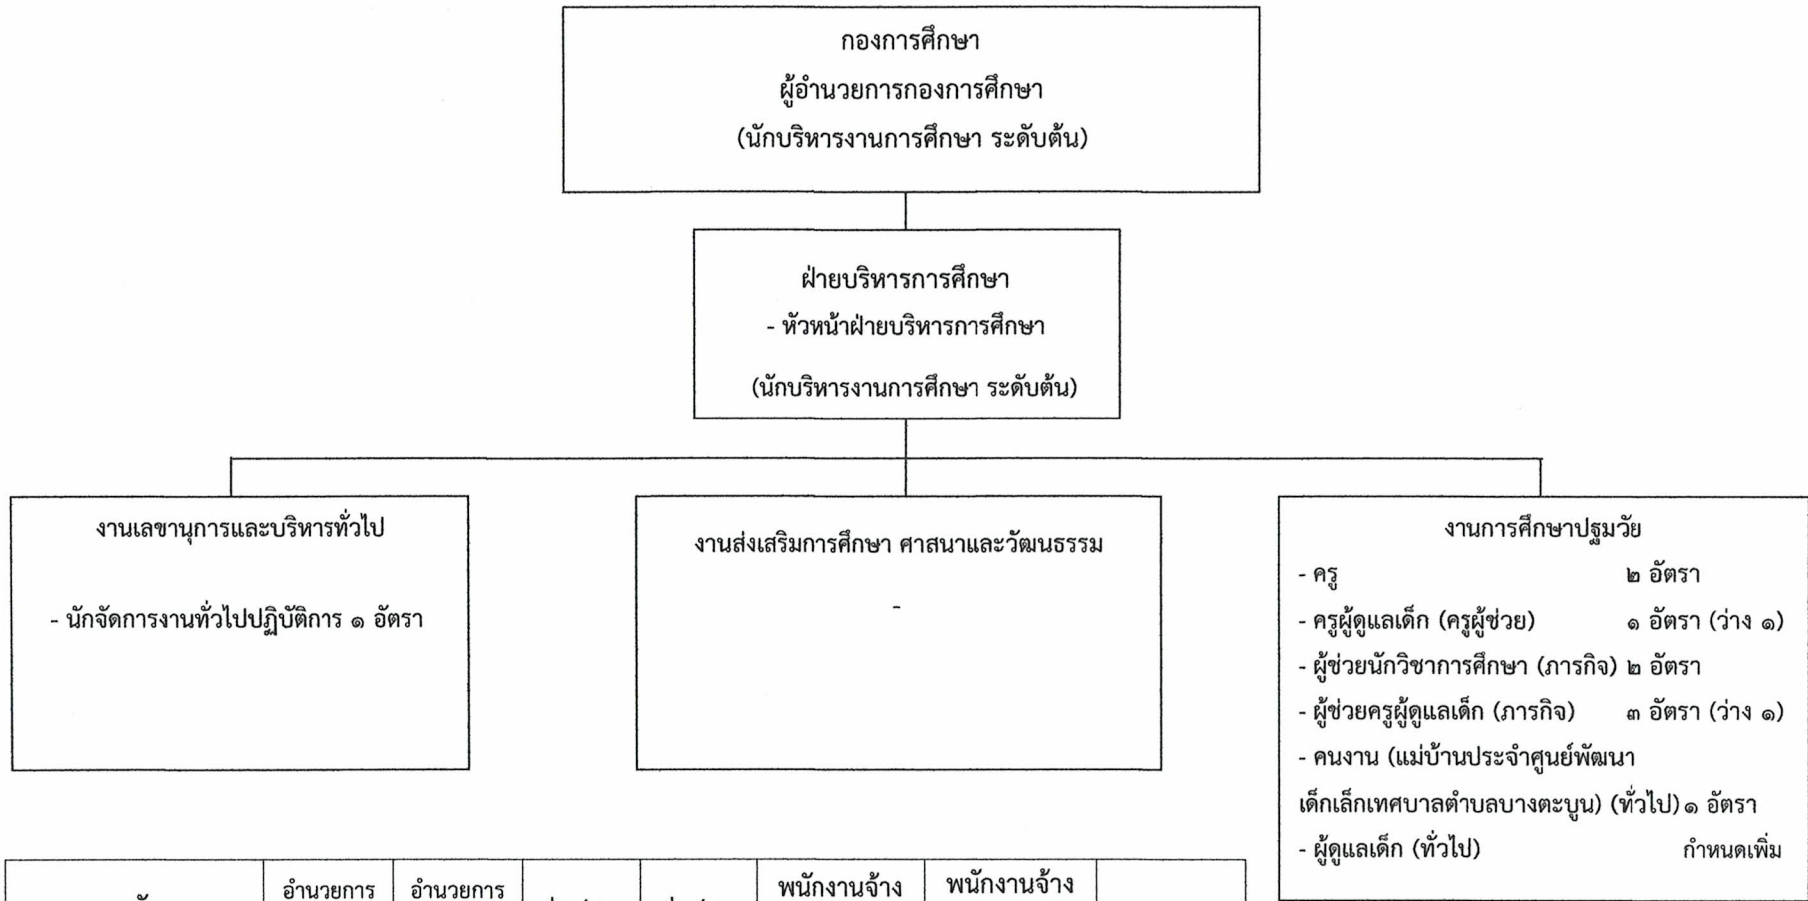 กองการศึกษา
ผู้อำนวยการกองการศึกษา
(นักบริหารงานการศึกษา ระดับต้น)
ฝ่ายบริหารการศึกษา
- หัวหน้าฝ่ายบริหารการศึกษา
(นักบริหารงานการศึกษา ระดับต้น)
งานเลขานุการและบริหารทั่วไป
- นักจัดการงานทั่วไปปฏิบัติการ ๑ อัตรา
งานส่งเสริมการศึกษา ศาสนาและวัฒนธรรม
-
งานการศึกษาปฐมวัย
- ครู ๒ อัตรา
- ครูผู้ดูแลเด็ก (ครูผู้ช่วย) ๑ อัตรา (ว่าง ๑)
- ผู้ช่วยนักวิชาการศึกษา (ภารกิจ) ๒ อัตรา
- ผู้ช่วยครูผู้ดูแลเด็ก (ภารกิจ) ๓ อัตรา (ว่าง ๑)
- คนงาน (แม่บ้านประจำศูนย์พัฒนา
เด็กเล็กเทศบาลตำบลบางตะบูน) (ทั่วไป) ๑ อัตรา
- ผู้ดูแลเด็ก (ทั่วไป) กำหนดเพิ่ม
อำนวยการ อำนวยการ พนักงานจ้าง พนักงานจ้าง